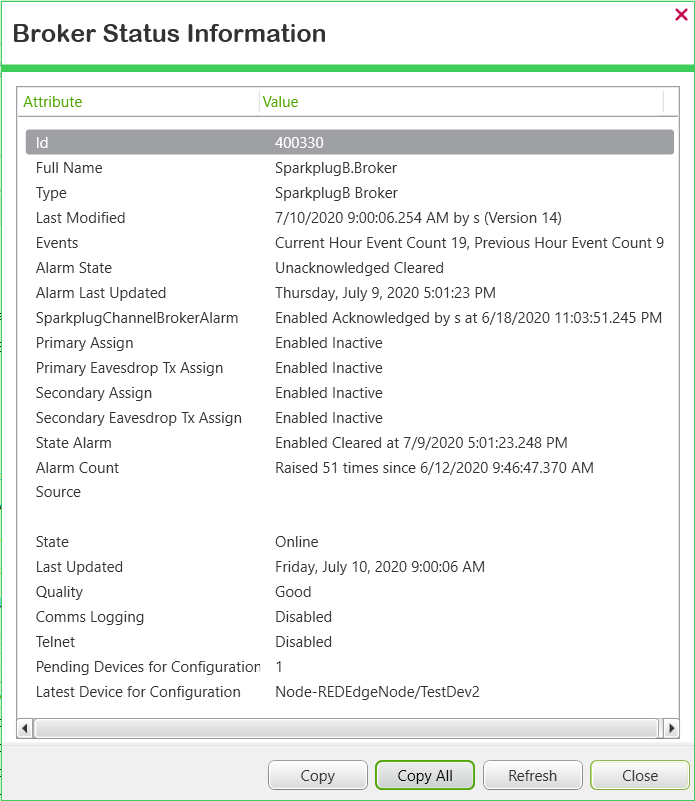 Broker Status Information
Attribute Value
Id 400330
Full Name SparkplugB.Broker
Type SparkplugB Broker
Last Modified 7/10/2020 9:00:06.254 AM by s (Version 14)
Events Current Hour Event Count 19, Previous Hour Event Count 9
Alarm State Unacknowledged Cleared
Alarm Last Updated Thursday, July 9, 2020 5:01:23 PM
SparkplugChannelBrokerAlarm Enabled Acknowledged by s at 6/18/2020 11:03:51.245 PM
Primary Assign Enabled Inactive
Primary Eavesdrop Tx Assign Enabled Inactive
Secondary Assign Enabled Inactive
Secondary Eavesdrop Tx Assign Enabled Inactive
State Alarm Enabled Cleared at 7/9/2020 5:01:23.248 PM
Alarm Count Raised 51 times since 6/12/2020 9:46:47.370 AM
Source
State Online
Last Updated Friday, July 10, 2020 9:00:06 AM
Quality Good
Comms Logging Disabled
Telnet Disabled
Pending Devices for Configuration 1
Latest Device for Configuration Node-REDEdgeNode/TestDev2
Copy Copy All Refresh Close